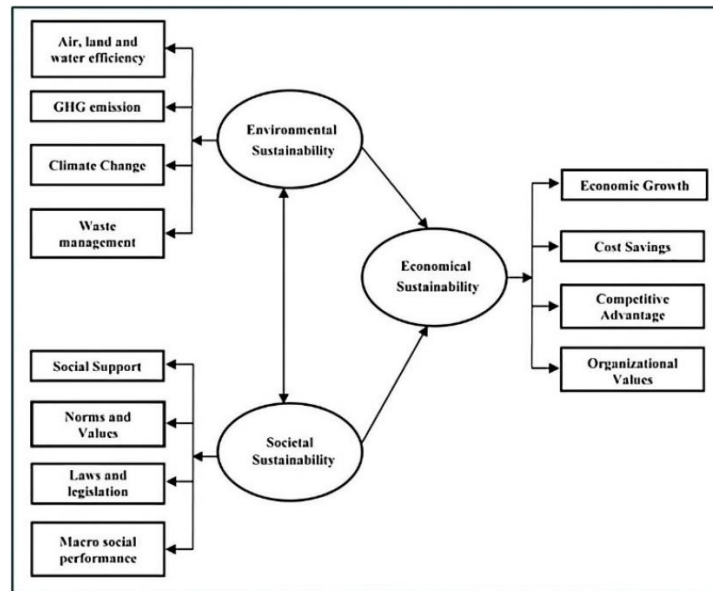 Air, land and
water efficiency
GHG emission
Climate Change
Waste
management
Environmental
Sustainability
Economical
Sustainability
Economic Growth
Cost Savings
Competitive
Advantage
Organizational
Values
Social Support
Norms and
Values
Laws and
legislation
Macro social
performance
Societal
Sustainability